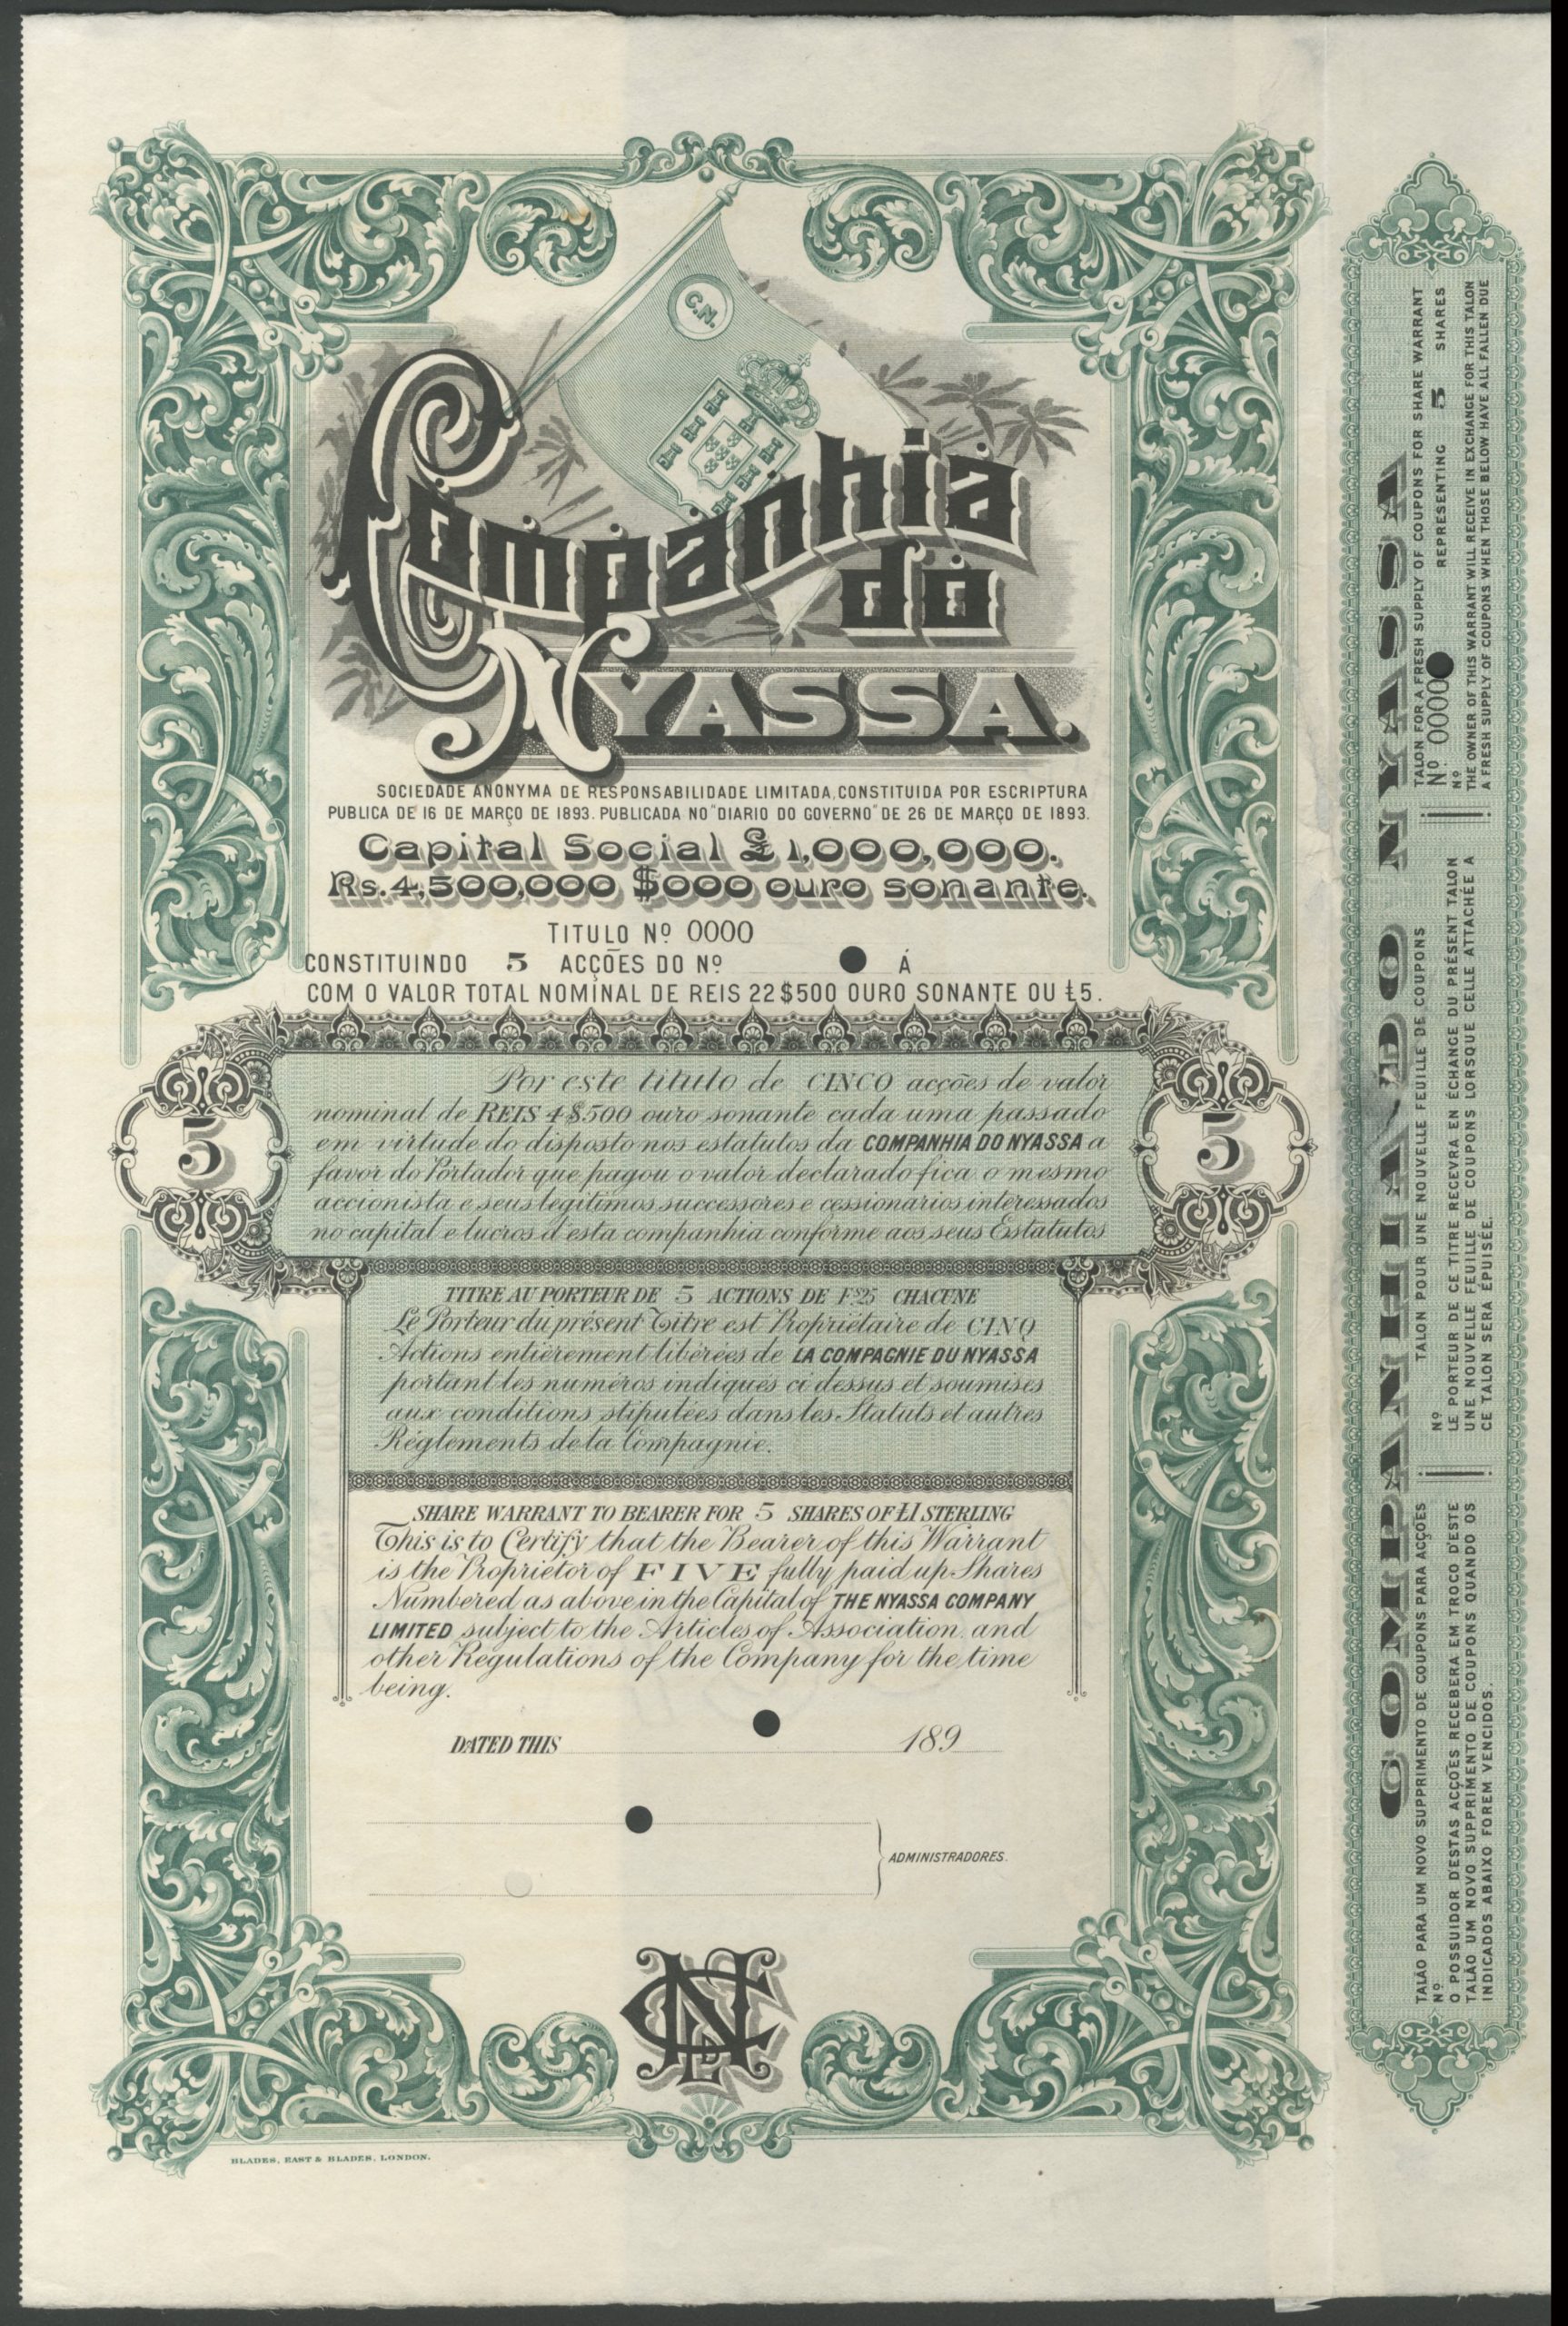 C.N.
Companhia
do
NYASSA.
SOCIEDADE ANONYMA DE RESPONSABILIDADE LIMITADA, CONSTITUIDA POR ESCRIPTURA
PUBLICA DE 16 DE MARÇO DE 1893. PUBLICADA NO "DIARIO DO GOVERNO" DE 26 DE MARÇO DE 1893.
Capital Social £1,000,000.
Rs. 4,500,000 $000 ouro sonante.
TITULO Nº 0000
CONSTITUINDO 5 ACÇÕES DO Nº Á
COM O VALOR TOTAL NOMINAL DE REIS 22$500 OURO SONANTE OU £5.
Por este titulo de CINCO acções de valor
nominal de REIS 4$500 ouro sonante cada uma passado
em virtude do disposto nos estatutos da COMPANHIA DO NYASSA a
favor do Portador que pagou o valor declarado fica o mesmo
accionista e seus legitimos successores e cessionarios interessados
no capital e lucros d'esta companhia conforme aos seus Estatutos
5
5
TITRE AU PORTEUR DE 5 ACTIONS DE Fs25 CHACUNE
Le Porteur du présent Titre est Propriétaire de CINQ
Actions entièrement libérées de LA COMPAGNIE DU NYASSA
portant les numéros indiqués ci dessus et soumises
aux conditions stipulées dans les Statuts et autres
Réglements de la Compagnie.
SHARE WARRANT TO BEARER FOR 5 SHARES OF £1 STERLING
This is to Certify that the Bearer of this Warrant
is the Proprietor of FIVE fully paid up Shares
Numbered as above in the Capital of THE NYASSA COMPANY
LIMITED subject to the Articles of Association and
other Regulations of the Company for the time
being.
DATED THIS 189
ADMINISTRADORES.
BLADES, EAST & BLADES, LONDON.
COMPANHIA DO NYASSA
TALÃO PARA UM NOVO SUPPRIMENTO DE COUPONS PARA ACÇÕES
Nº
O POSSUIDOR D'ESTAS ACÇÕES RECEBERA EM TROCO D'ESTE
TALÃO UM NOVO SUPPRIMENTO DE COUPONS QUANDO OS
INDICADOS ABAIXO FOREM VENCIDOS.
TALON POUR UNE NOUVELLE FEUILLE DE COUPONS
Nº
LE PORTEUR DE CE TITRE RECEVRA EN ÉCHANGE DU PRÉSENT TALON
UNE NOUVELLE FEUILLE DE COUPONS LORSQUE CELLE ATTACHÉE A
CE TALON SERA ÉPUISÉE.
TALON FOR A FRESH SUPPLY OF COUPONS FOR SHARE WARRANT
Nº 0000 REPRESENTING 5 SHARES
Nº
THE OWNER OF THIS WARRANT WILL RECEIVE IN EXCHANGE FOR THIS TALON
A FRESH SUPPLY OF COUPONS WHEN THOSE BELOW HAVE ALL FALLEN DUE